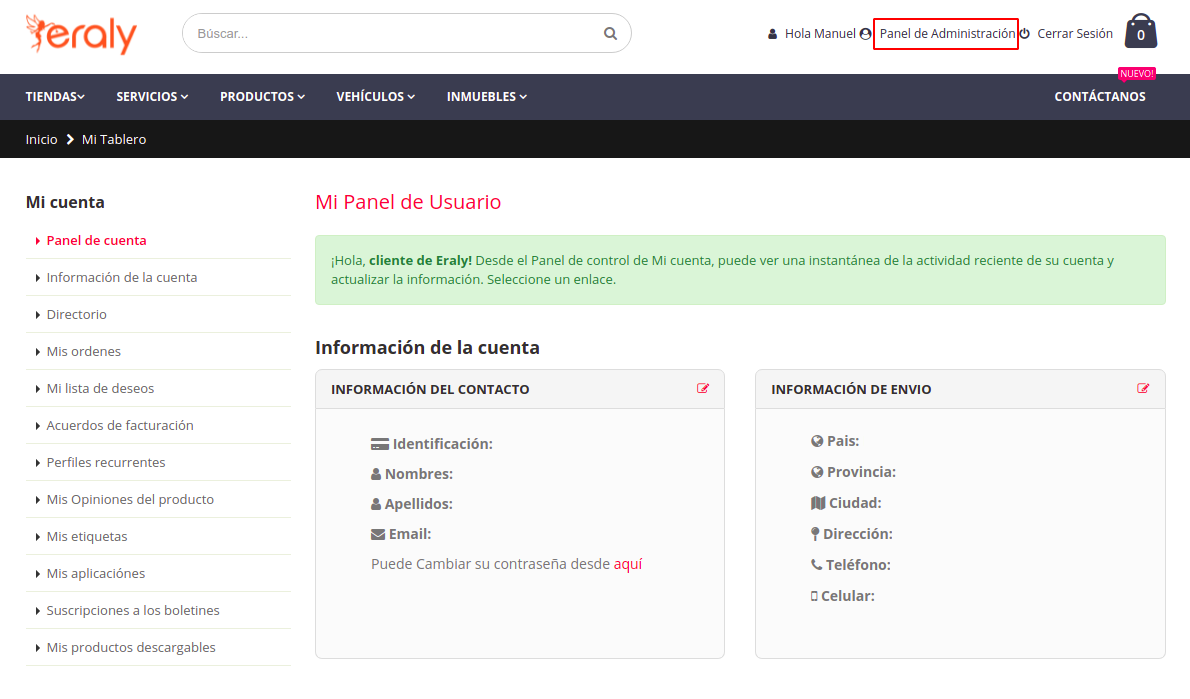 eraly
Búscar...
Hola Manuel
Panel de Administración
Cerrar Sesión
0
NUEVO!
TIENDAS
SERVICIOS
PRODUCTOS
VEHÍCULOS
INMUEBLES
CONTÁCTANOS
Inicio
Mi Tablero
Mi cuenta
Panel de cuenta
Información de la cuenta
Directorio
Mis ordenes
Mi lista de deseos
Acuerdos de facturación
Perfiles recurrentes
Mis Opiniones del producto
Mis etiquetas
Mis aplicaciónes
Suscripciones a los boletines
Mis productos descargables
Mi Panel de Usuario
¡Hola, cliente de Eraly! Desde el Panel de control de Mi cuenta, puede ver una instantánea de la actividad reciente de su cuenta y
actualizar la información. Seleccione un enlace.
Información de la cuenta
INFORMACIÓN DEL CONTACTO
Identificación:
Nombres:
Apellidos:
Email:
Puede Cambiar su contraseña desde aquí
INFORMACIÓN DE ENVIO
Pais:
Provincia:
Ciudad:
Dirección:
Teléfono:
Celular: